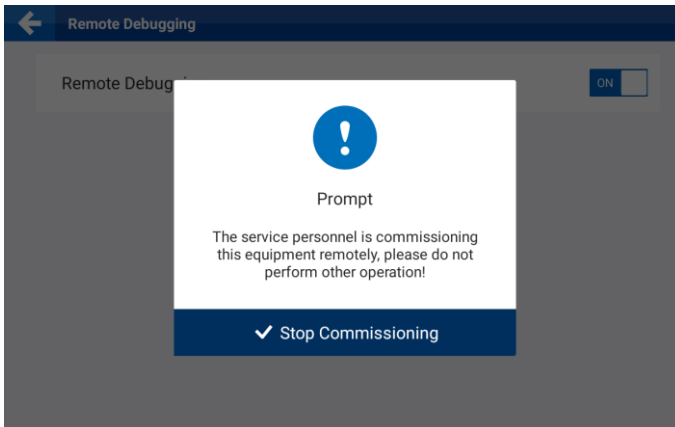 Remote Debugging
Remote Debug
ON
Prompt
The service personnel is commissioning
this equipment remotely, please do not
perform other operation!
Stop Commissioning